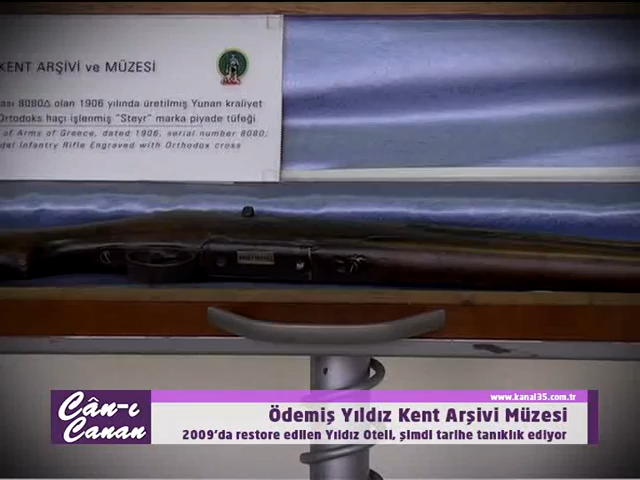 KENT ARŞİVİ ve MÜZESİ
ası 8080Δ olan 1906 yılında üretilmiş Yunan kraliyet
Ortodoks haçı işlenmiş "Steyr" marka piyade tüfeği
of Arms of Greece, dated 1906, serial number 8080;
del Infantry Rifle Engraved with Orthodox cross
www.kanal35.com.tr
Cân-ı
Canan
Ödemiş Yıldız Kent Arşivi Müzesi
2009'da restore edilen Yıldız Oteli, şimdi tarihe tanıklık ediyor